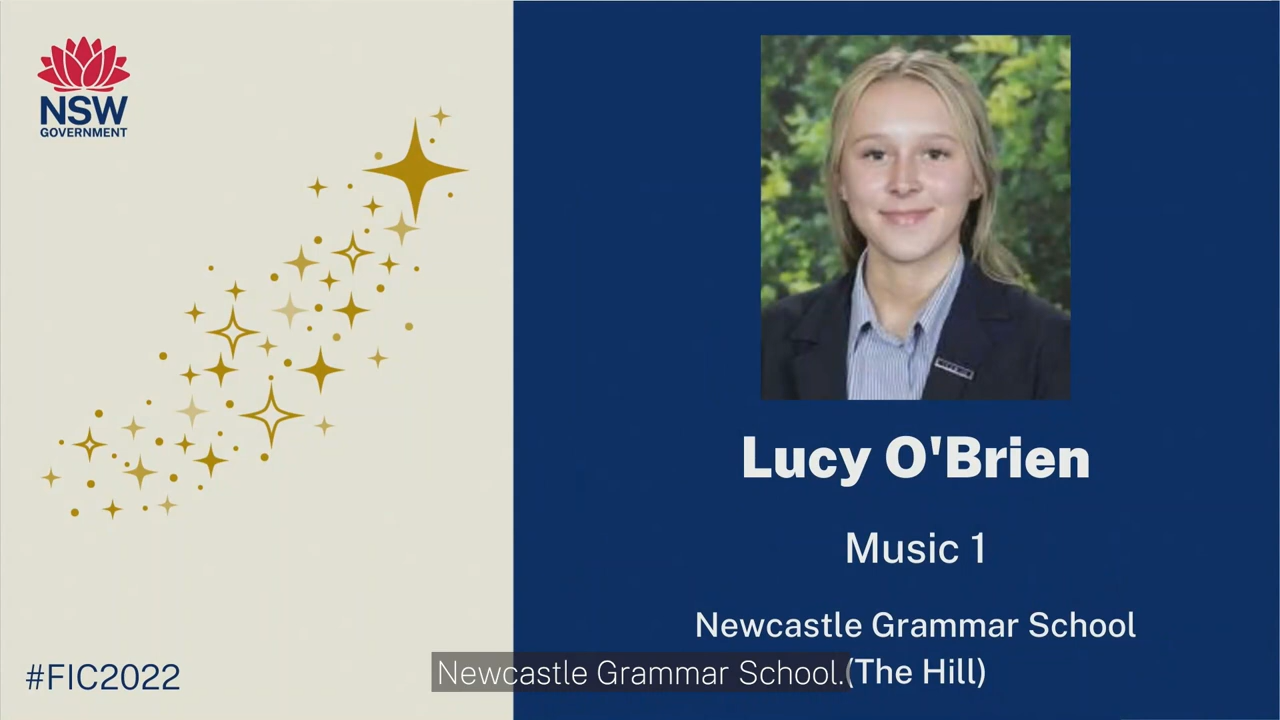 NSW
GOVERNMENT
Lucy O'Brien
Music 1
Newcastle Grammar School
(The Hill)
Newcastle Grammar School.
#FIC2022